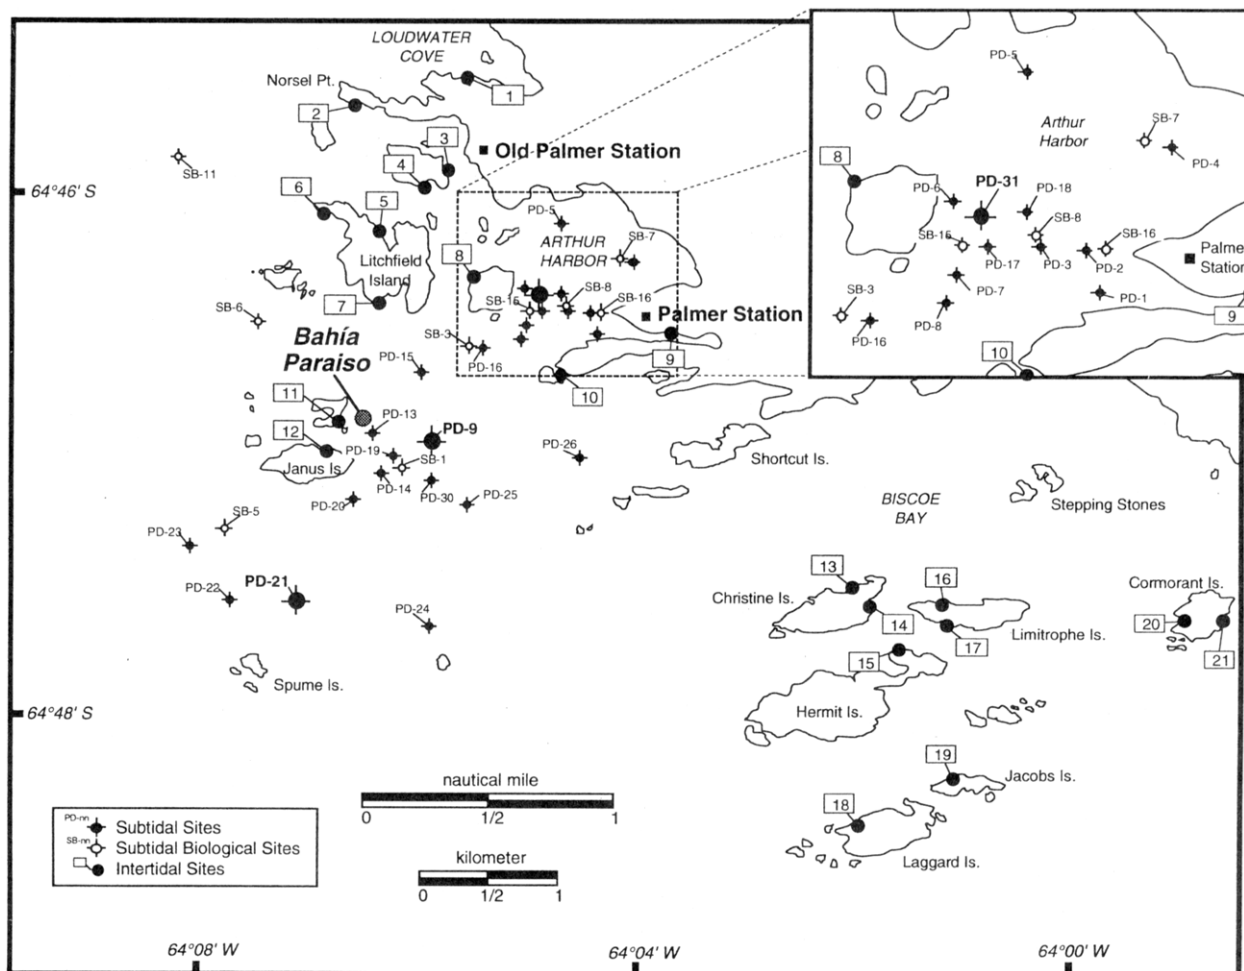 LOUDWATER
COVE
Norsel Pt.
1
2
3
Old Palmer Station
4
SB-11
64°46' S
6
5
PD-5
ARTHUR
HARBOR
SB-7
8
Litchfield
Island
SB-8
SB-15
SB-16
7
SB-6
Palmer Station
SB-3
Bahía
Paraiso
PD-15
PD-16
9
10
11
PD-13
12
PD-9
PD-19
SB-1
Janus Is.
PD-14
PD-30
PD-26
PD-20
PD-25
Shortcut Is.
BISCOE
BAY
Stepping Stones
SB-5
PD-23
PD-22
PD-21
PD-24
Spume Is.
13
Christine Is.
14
16
Limitrophe Is.
17
15
Hermit Is.
Cormorant Is.
20
21
64°48' S
19
Jacobs Is.
18
Laggard Is.
nautical mile
0 1/2 1
kilometer
0 1/2 1
PD-nn Subtidal Sites
SB-nn Subtidal Biological Sites
Intertidal Sites
64°08' W
64°04' W
64°00' W
PD-5
Arthur
Harbor
SB-7
PD-4
8
PD-6
PD-31
PD-18
SB-8
SB-15
SB-16
PD-17
PD-3
PD-2
Palmer
Station
PD-7
PD-1
SB-3
PD-8
PD-16
9
10